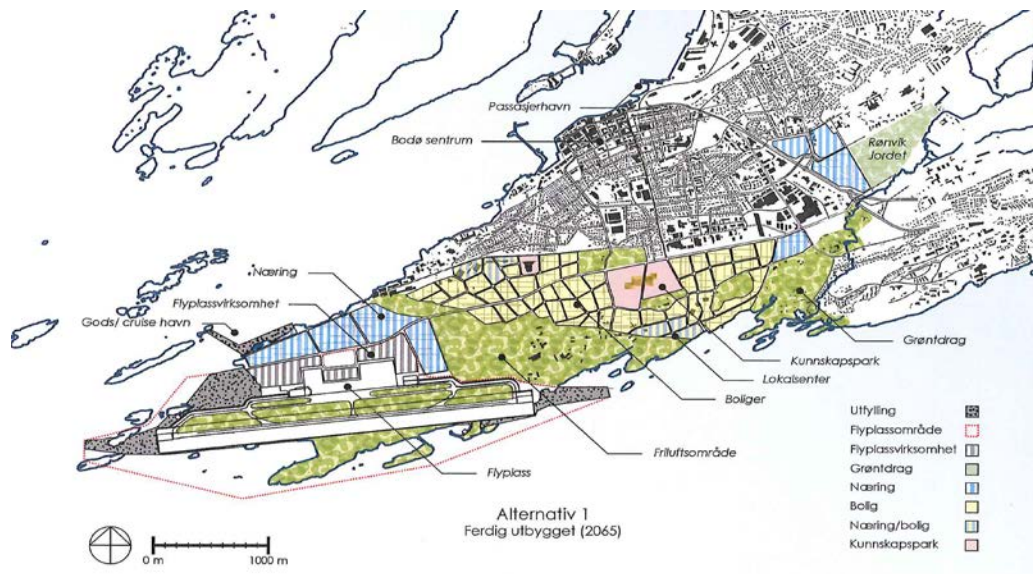 Passasjerhavn
Bodø sentrum
Rønvik
Jordet
Næring
Flyplassvirksomhet
Gods/ cruise havn
Grøntdrag
Kunnskapspark
Lokalsenter
Boliger
Friluftsområde
Flyplass
Utfylling
Flyplassområde
Flyplassvirksomhet
Grøntdrag
Næring
Bolig
Næring/bolig
Kunnskapspark
Alternativ 1
Ferdig utbygget (2065)
0 m
1000 m